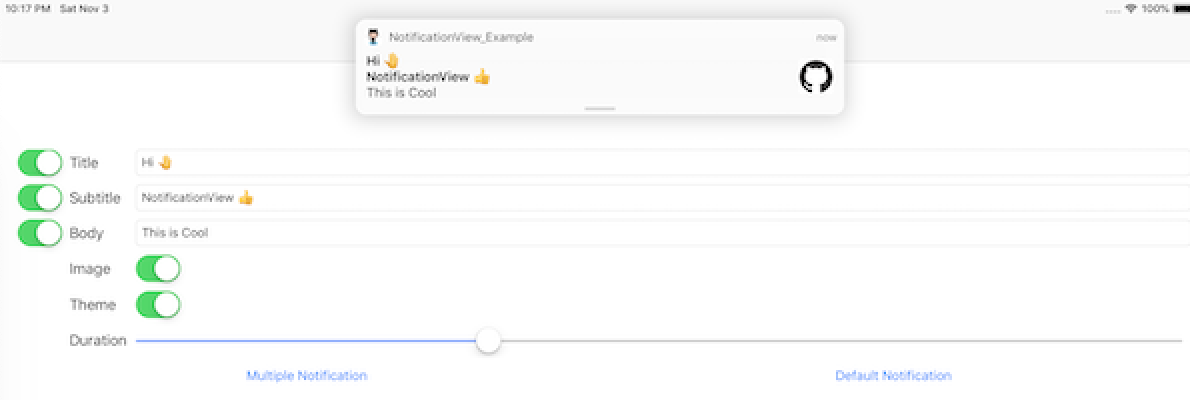 10:17 PM Sat Nov 3
100%
NotificationView_Example
now
Hi 🤚
NotificationView 👍
This is Cool
Title
Hi 🤚
Subtitle
NotificationView 👍
Body
This is Cool
Image
Theme
Duration
Multiple Notification
Default Notification